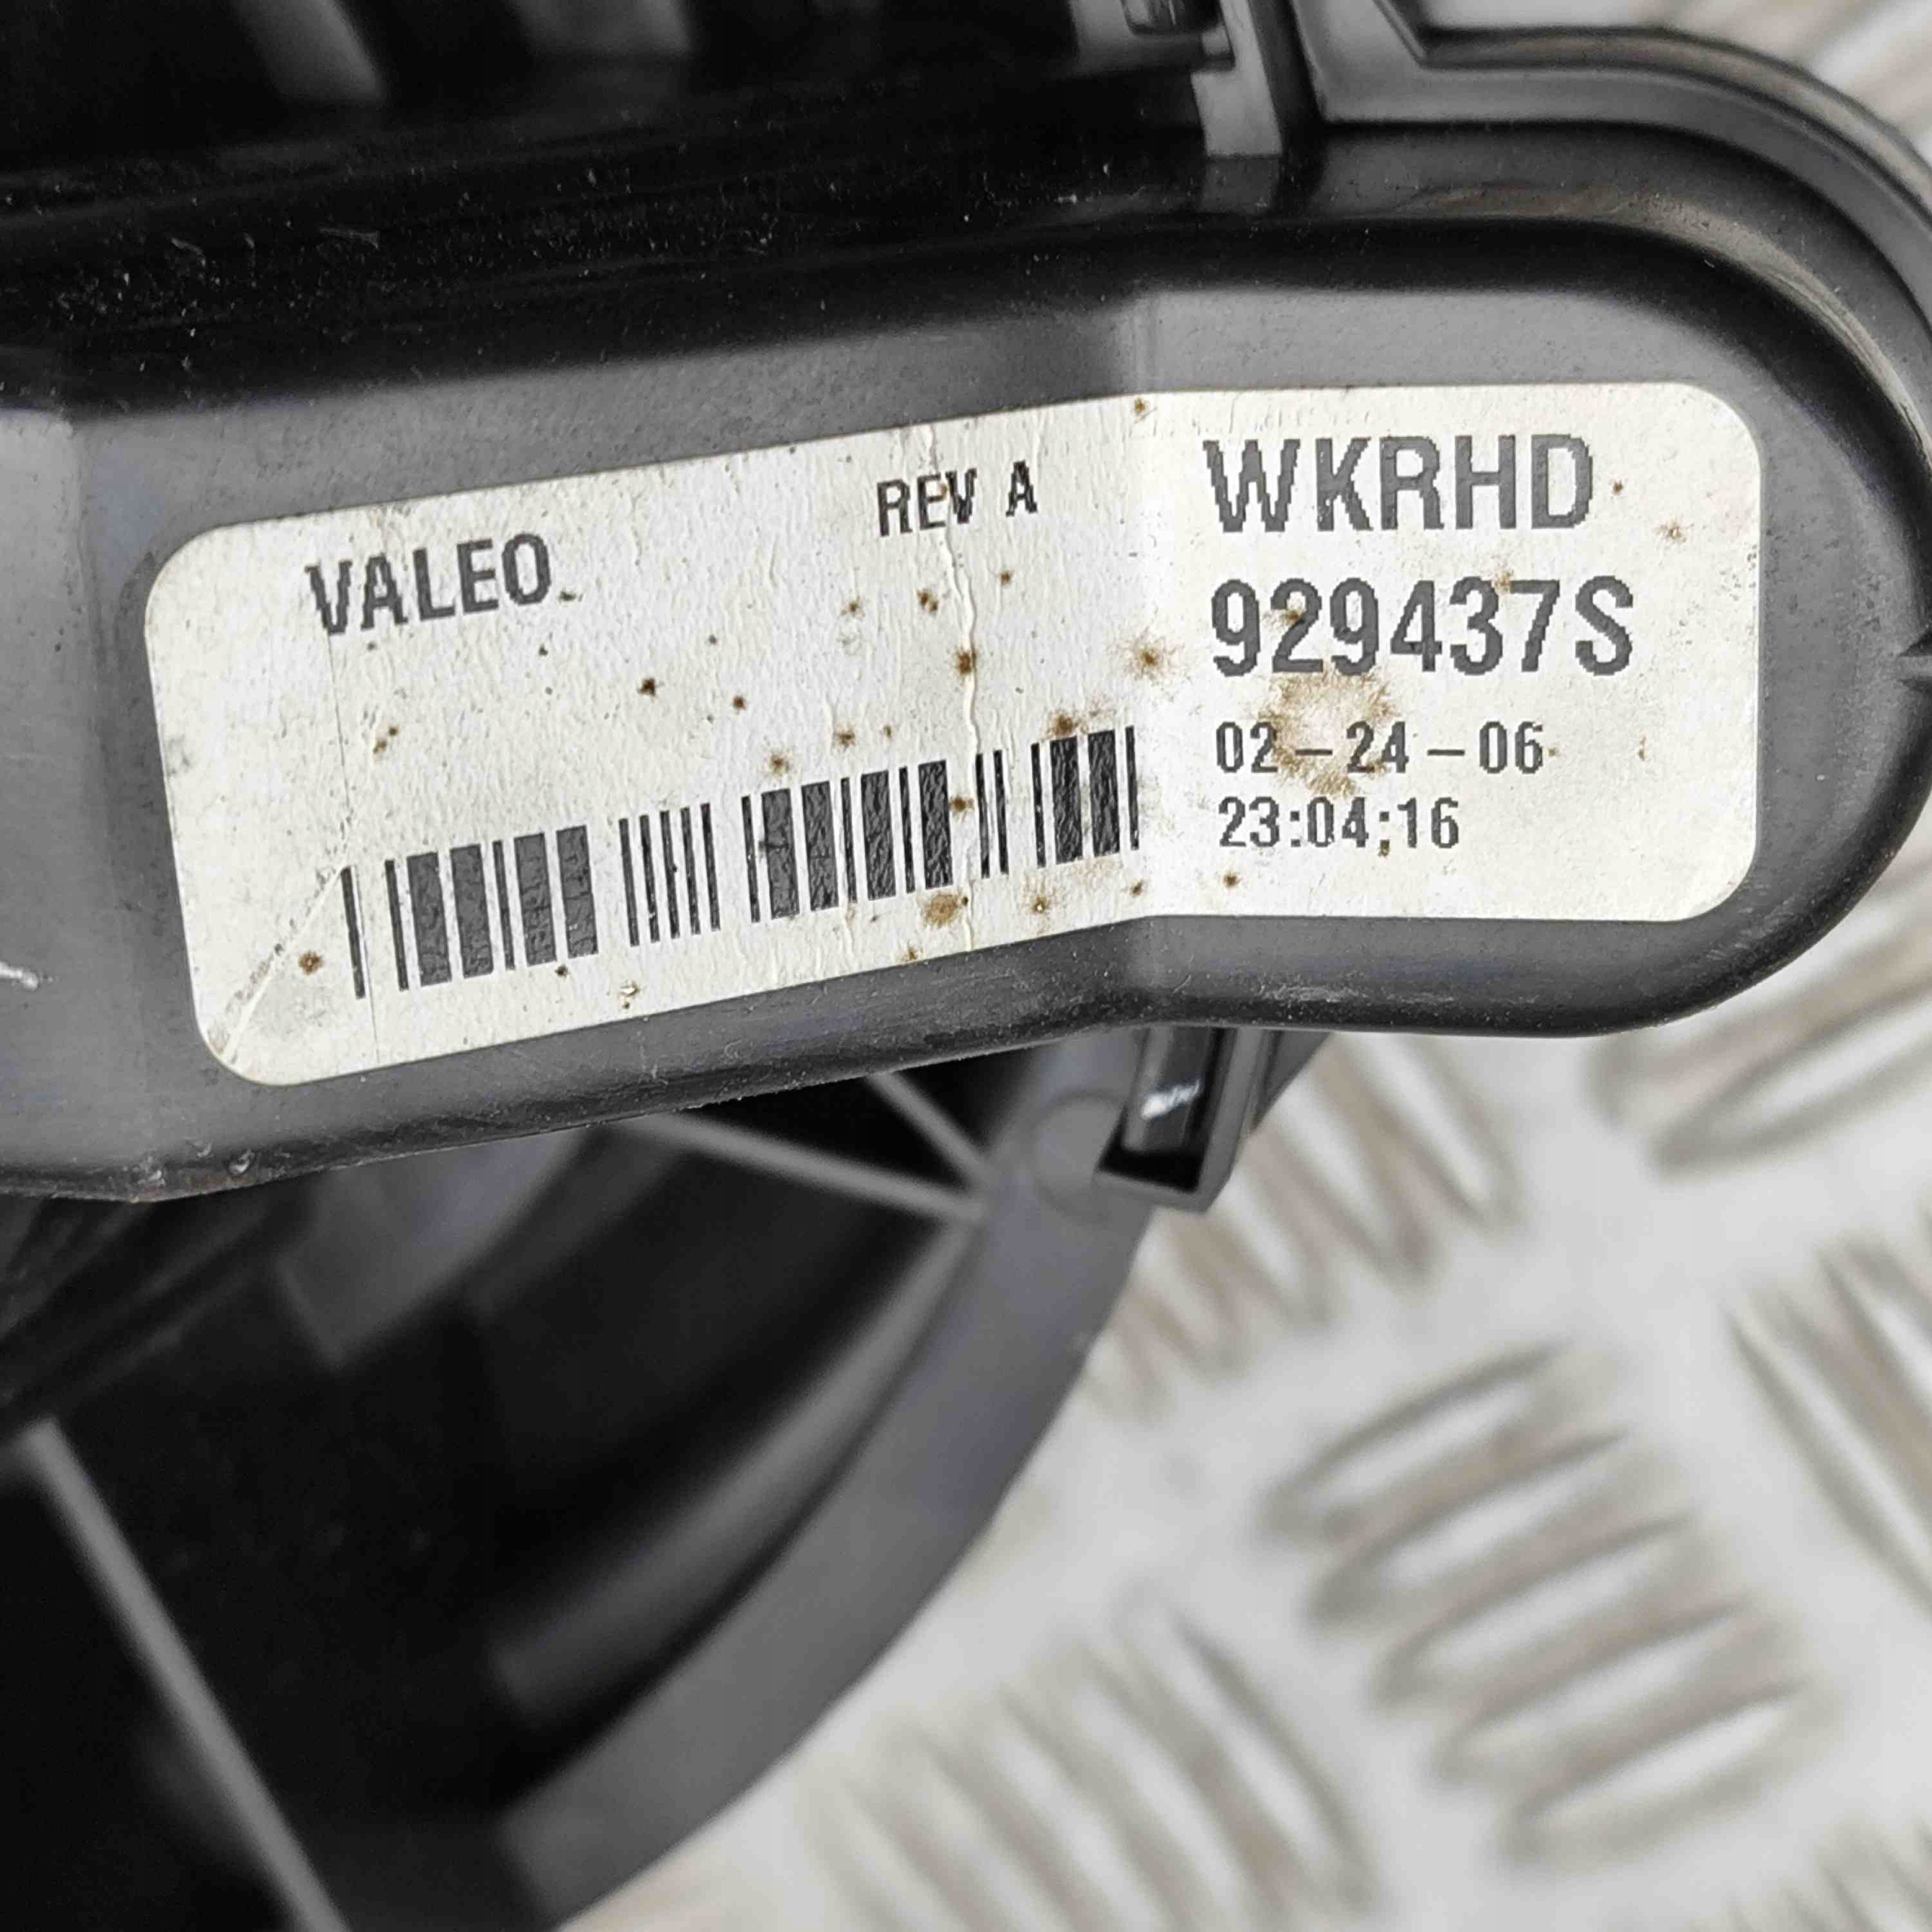 VALEO
REV A
WKRHD
929437S
02-24-06
23:04:16